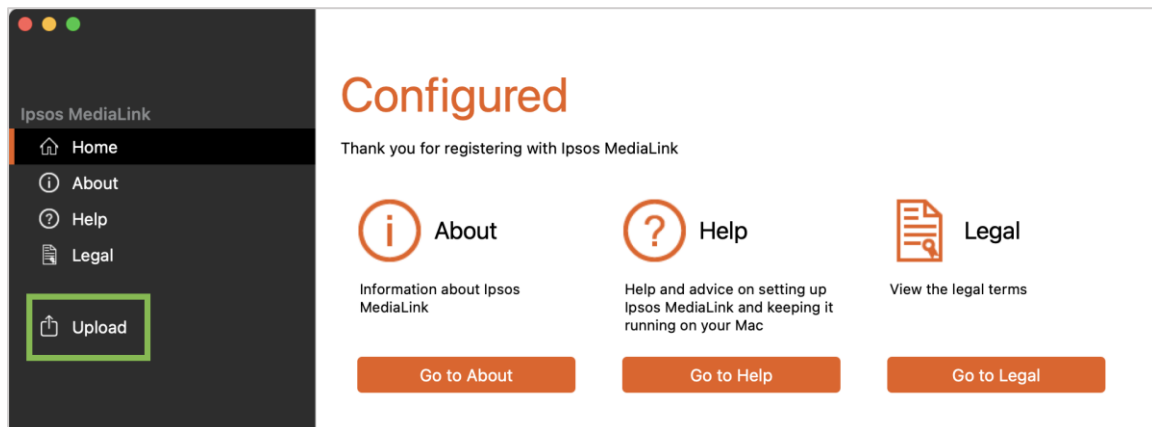 Ipsos MediaLink
Home
About
Help
Legal
Upload
Configured
Thank you for registering with Ipsos MediaLink
About
Information about Ipsos
MediaLink
Go to About
Help
Help and advice on setting up
Ipsos MediaLink and keeping it
running on your Mac
Go to Help
Legal
View the legal terms
Go to Legal